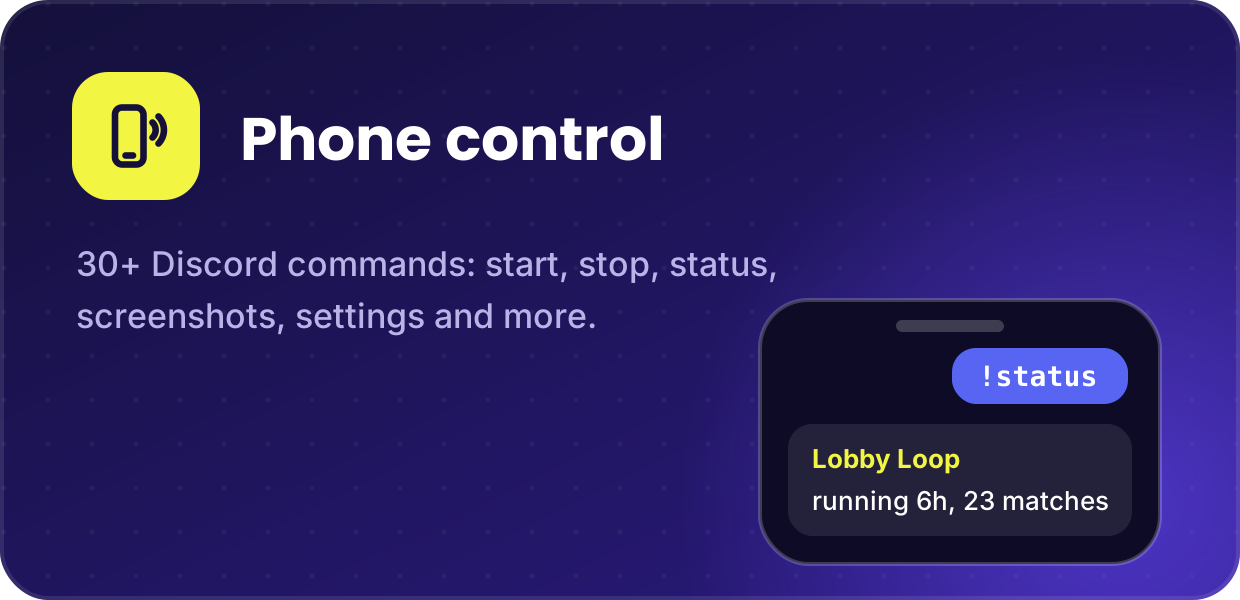 Phone control
30+ Discord commands: start, stop, status,
screenshots, settings and more.
!status
Lobby Loop
running 6h, 23 matches